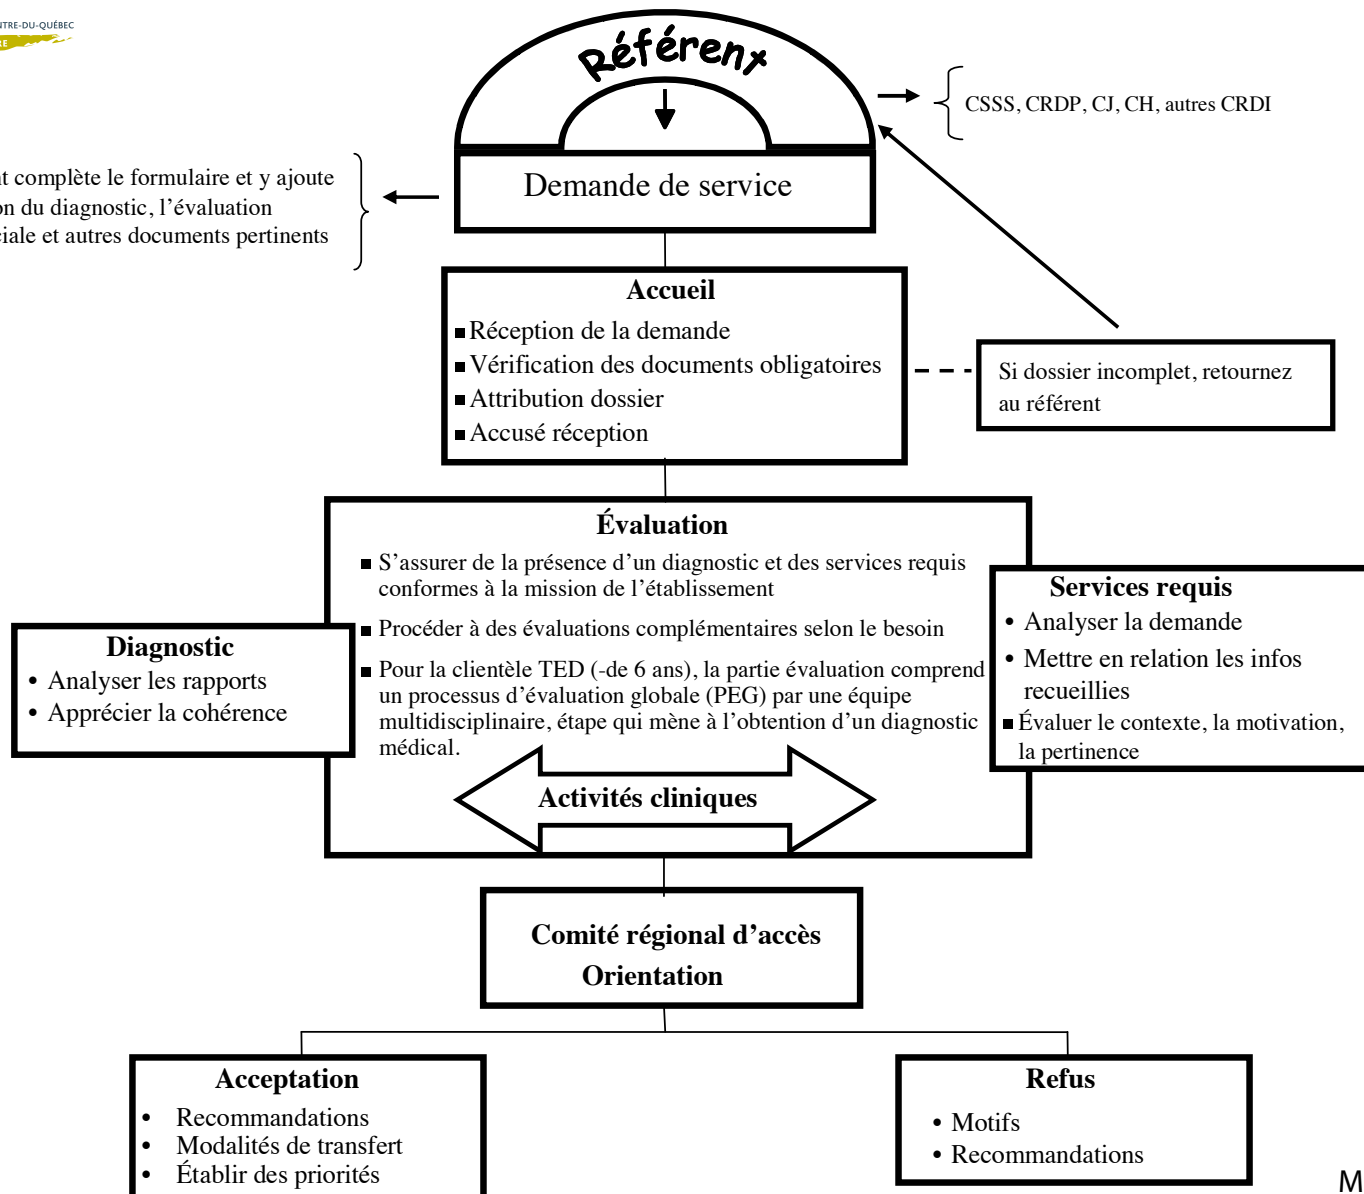 NTRE-DU-QUÉBEC
RE
Référent
CSSS, CRDP, CJ, CH, autres CRDI
Demande de service
nt complète le formulaire et y ajoute
on du diagnostic, l’évaluation
ciale et autres documents pertinents
Accueil
■ Réception de la demande
■ Vérification des documents obligatoires
■ Attribution dossier
■ Accusé réception
Si dossier incomplet, retournez
au référent
Évaluation
■ S’assurer de la présence d’un diagnostic et des services requis
conformes à la mission de l’établissement
■ Procéder à des évaluations complémentaires selon le besoin
■ Pour la clientèle TED (-de 6 ans), la partie évaluation comprend
un processus d’évaluation globale (PEG) par une équipe
multidisciplinaire, étape qui mène à l’obtention d’un diagnostic
médical.
Diagnostic
• Analyser les rapports
• Apprécier la cohérence
Services requis
• Analyser la demande
• Mettre en relation les infos
recueillies
■ Évaluer le contexte, la motivation,
la pertinence
Activités cliniques
Comité régional d’accès
Orientation
Acceptation
• Recommandations
• Modalités de transfert
• Établir des priorités
Refus
• Motifs
• Recommandations
M